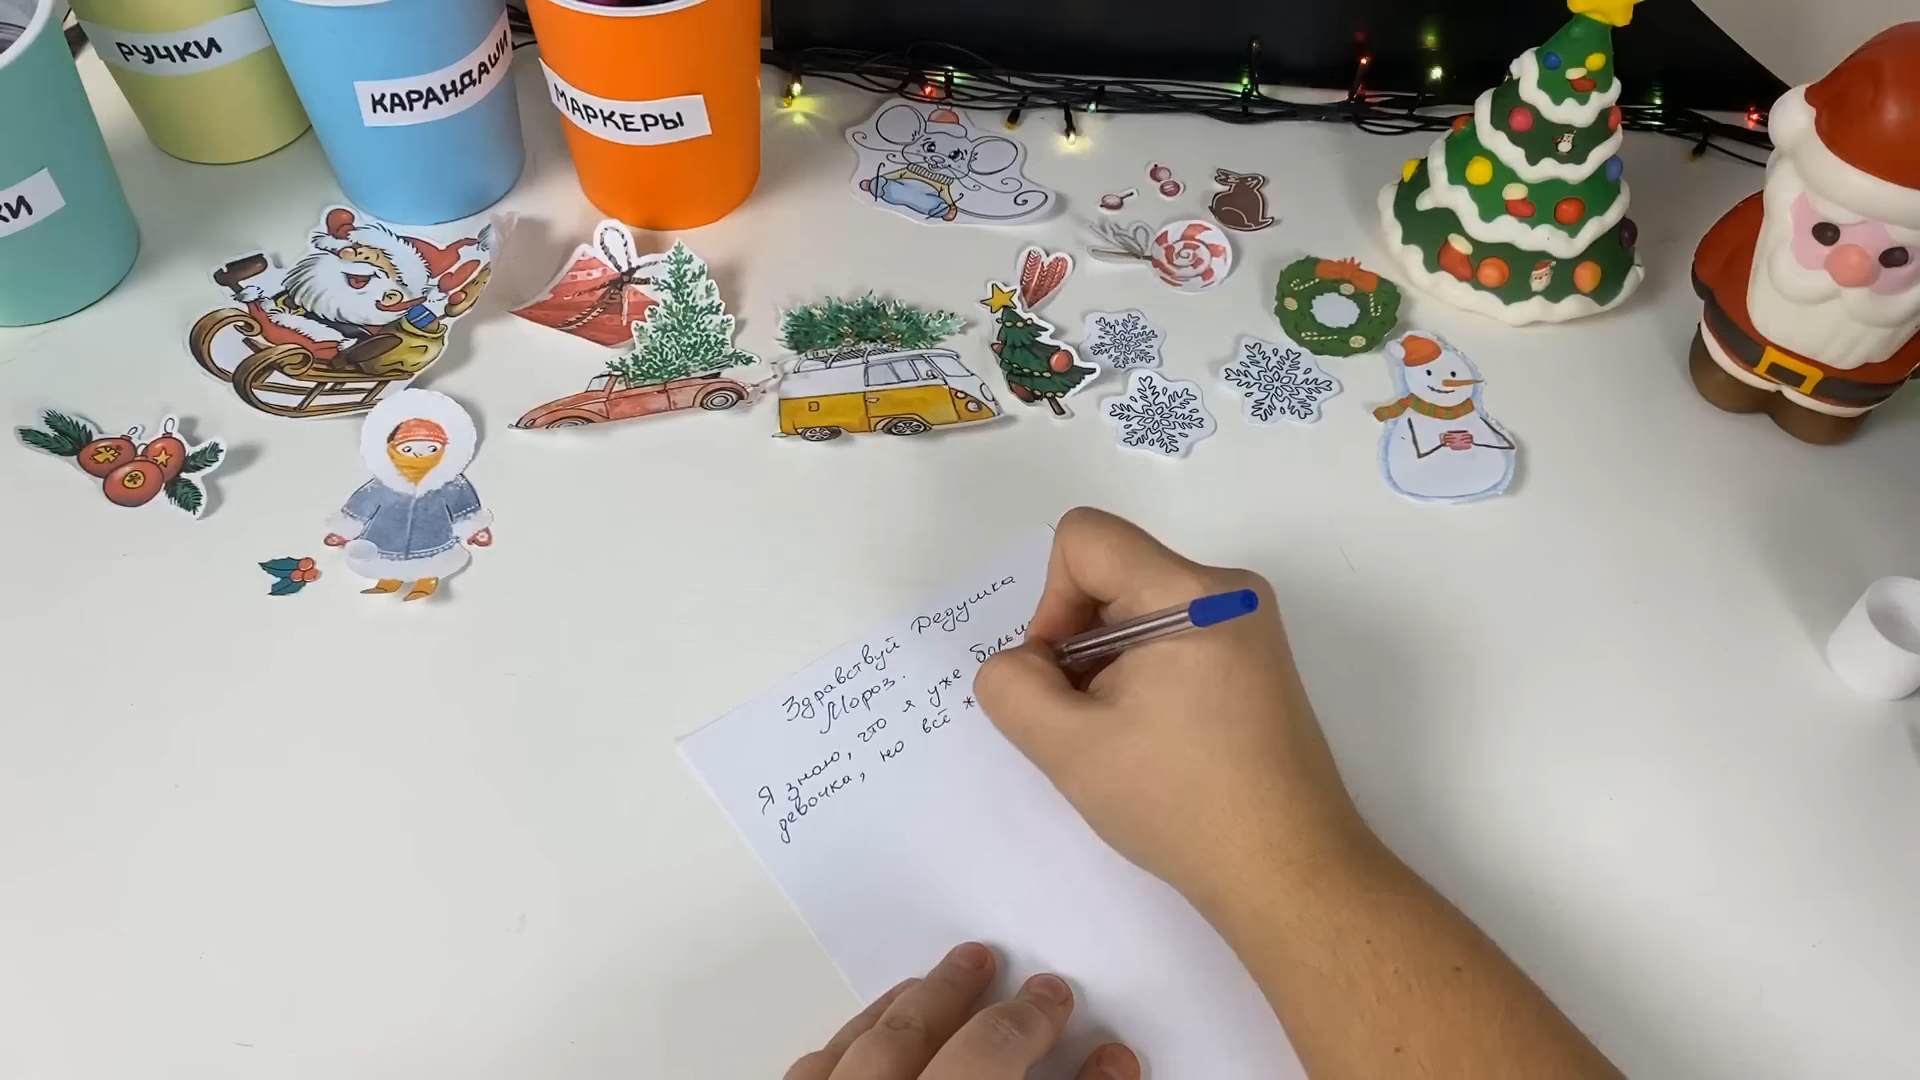 РУЧКИ
КАРАНДАШИ
МАРКЕРЫ
Здравствуй Дедушка
Мороз.
Я знаю, что я уже
девочка, но всё